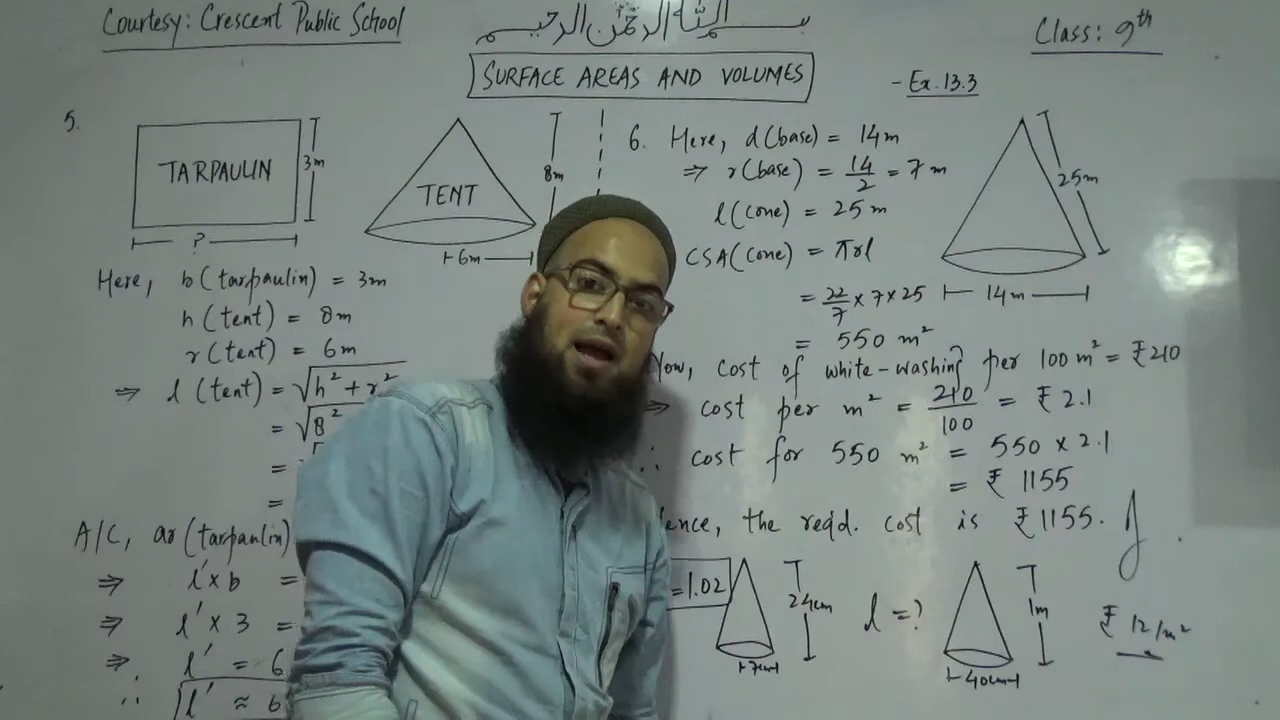 Courtesy: Crescent Public School
بسم الله الرحمن الرحيم
Class: 9th
SURFACE AREAS AND VOLUMES
- Ex. 13.3
5.
TARPAULIN
3m
?
TENT
8m
6m
Here, b(tarpaulin) = 3m
h(tent) = 8m
r(tent) = 6m
⇒ l(tent) = √h² + r²
= √8²
= √
=
A/C, ar(tarpaulin)
⇒ l' × b =
⇒ l' × 3 =
⇒ l' = 6
∴ l' ≈ 6
6. Here, d(base) = 14m
⇒ r(base) = 14/2 = 7m
l(cone) = 25m
CSA(cone) = πrl
= 22/7 × 7 × 25
= 550 m²
25m
14m
Now, cost of white-washing per 100 m² = ₹210
⇒ cost per m² = 210/100 = ₹ 2.1
∴ cost for 550 m² = 550 × 2.1
= ₹ 1155
ence, the reqd. cost is ₹1155.
=1.02
24cm
7cm
l = ?
1m
40cm
₹ 12/m²